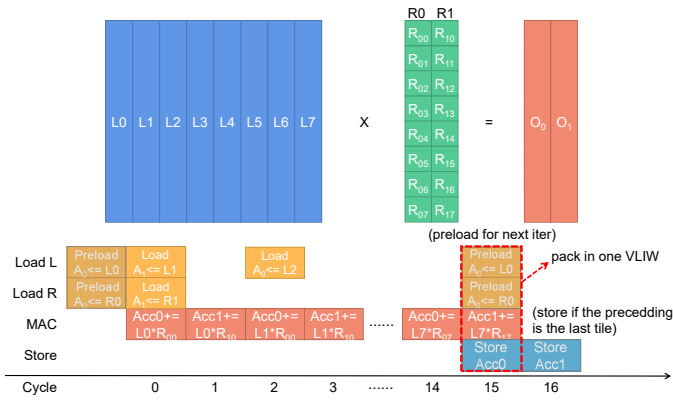 R0 R1
R₀₀ R₁₀
R₀₁ R₁₁
R₀₂ R₁₂
R₀₃ R₁₃
L0 L1 L2 L3 L4 L5 L6 L7 X R₀₄ R₁₄ = O₀ O₁
R₀₅ R₁₅
R₀₆ R₁₆
R₀₇ R₁₇
(preload for next iter)
Load L
Preload
A₀<= L0
Load
A₁<= L1
Load
A₀<= L2
Preload
A₀<= L0
pack in one VLIW
Load R
Preload
A₀<= R0
Load
A₁<= R1
Preload
A₀<= R0
(store if the precedding
is the last tile)
MAC
Acc0+=
L0*R₀₀
Acc1+=
L0*R₁₀
Acc0+=
L1*R₀₀
Acc1+=
L1*R₁₀
......
Acc0+=
L7*R₀₇
Acc1+=
L7*R₁₇
Store
Store
Acc0
Store
Acc1
Cycle 0 1 2 3 ...... 14 15 16